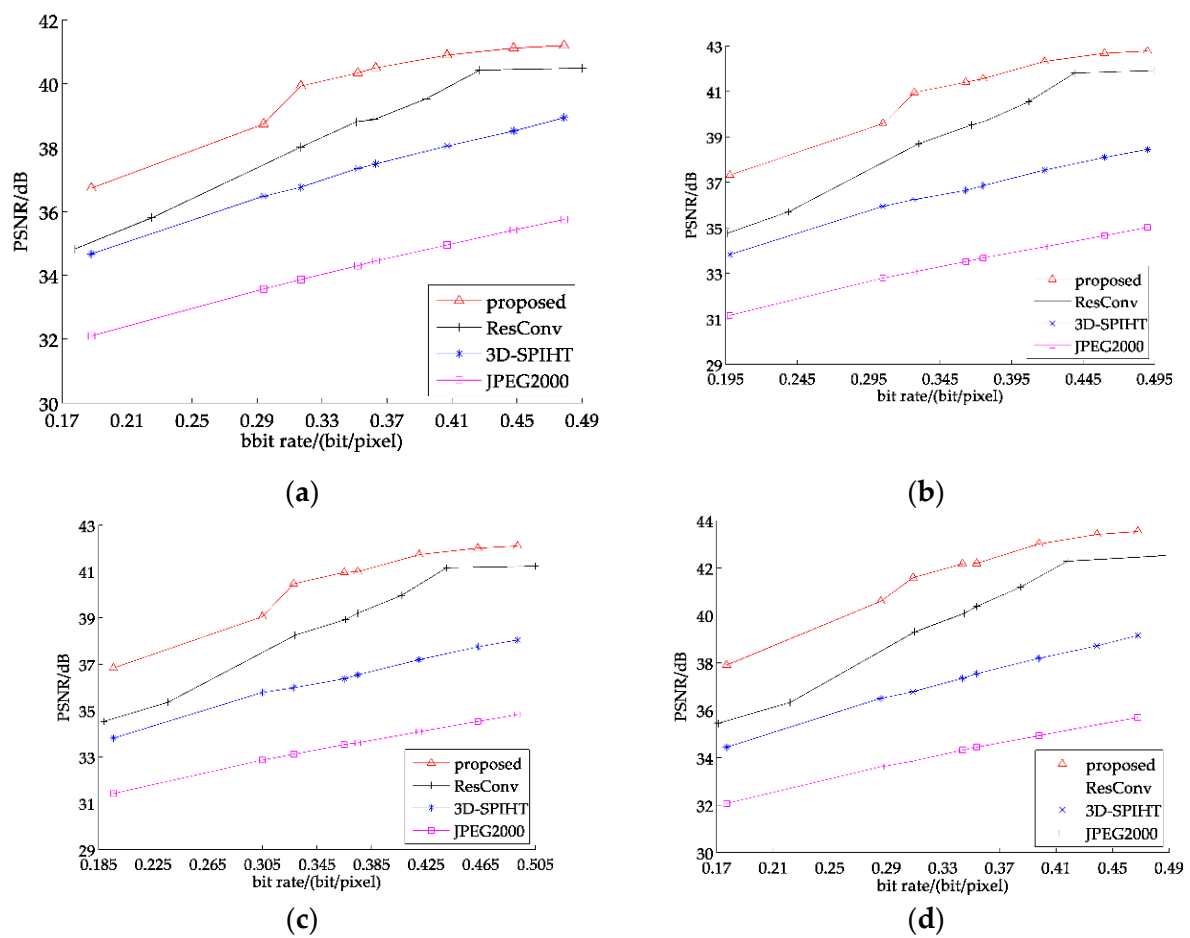 42
40
38
36
34
32
30
PSNR/dB
0.17 0.21 0.25 0.29 0.33 0.37 0.41 0.45 0.49
bbit rate/(bit/pixel)
proposed
ResConv
3D-SPIHT
JPEG2000
(a)
43
41
39
37
35
33
31
29
PSNR/dB
0.195 0.245 0.295 0.345 0.395 0.445 0.495
bit rate/(bit/pixel)
proposed
ResConv
3D-SPIHT
JPEG2000
(b)
43
41
39
37
35
33
31
29
PSNR/dB
0.185 0.225 0.265 0.305 0.345 0.385 0.425 0.465 0.505
bit rate/(bit/pixel)
proposed
ResConv
3D-SPIHT
JPEG2000
(c)
44
42
40
38
36
34
32
30
PSNR/dB
0.17 0.21 0.25 0.29 0.33 0.37 0.41 0.45 0.49
bit rate/(bit/pixel)
proposed
ResConv
3D-SPIHT
JPEG2000
(d)